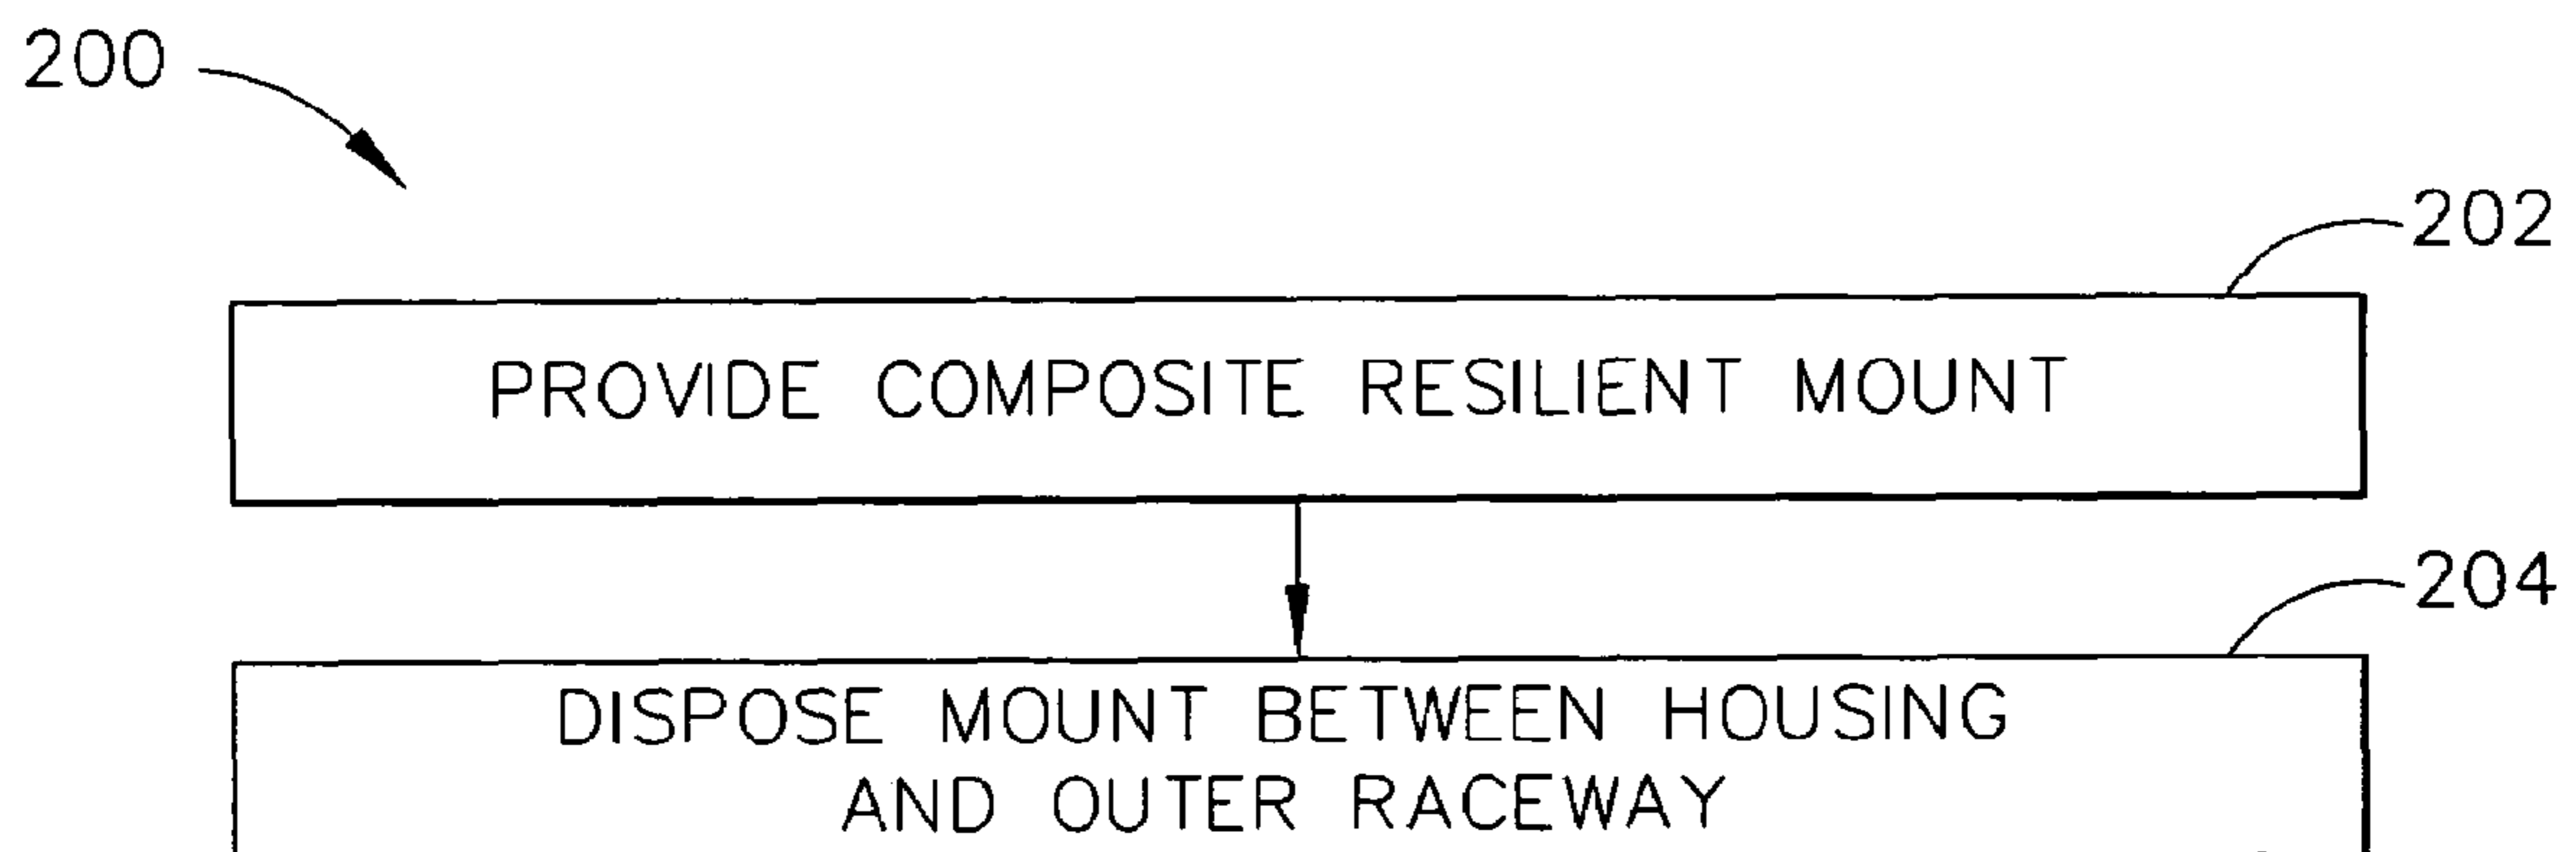 200
202
PROVIDE COMPOSITE RESILIENT MOUNT
204
DISPOSE MOUNT BETWEEN HOUSING
AND OUTER RACEWAY